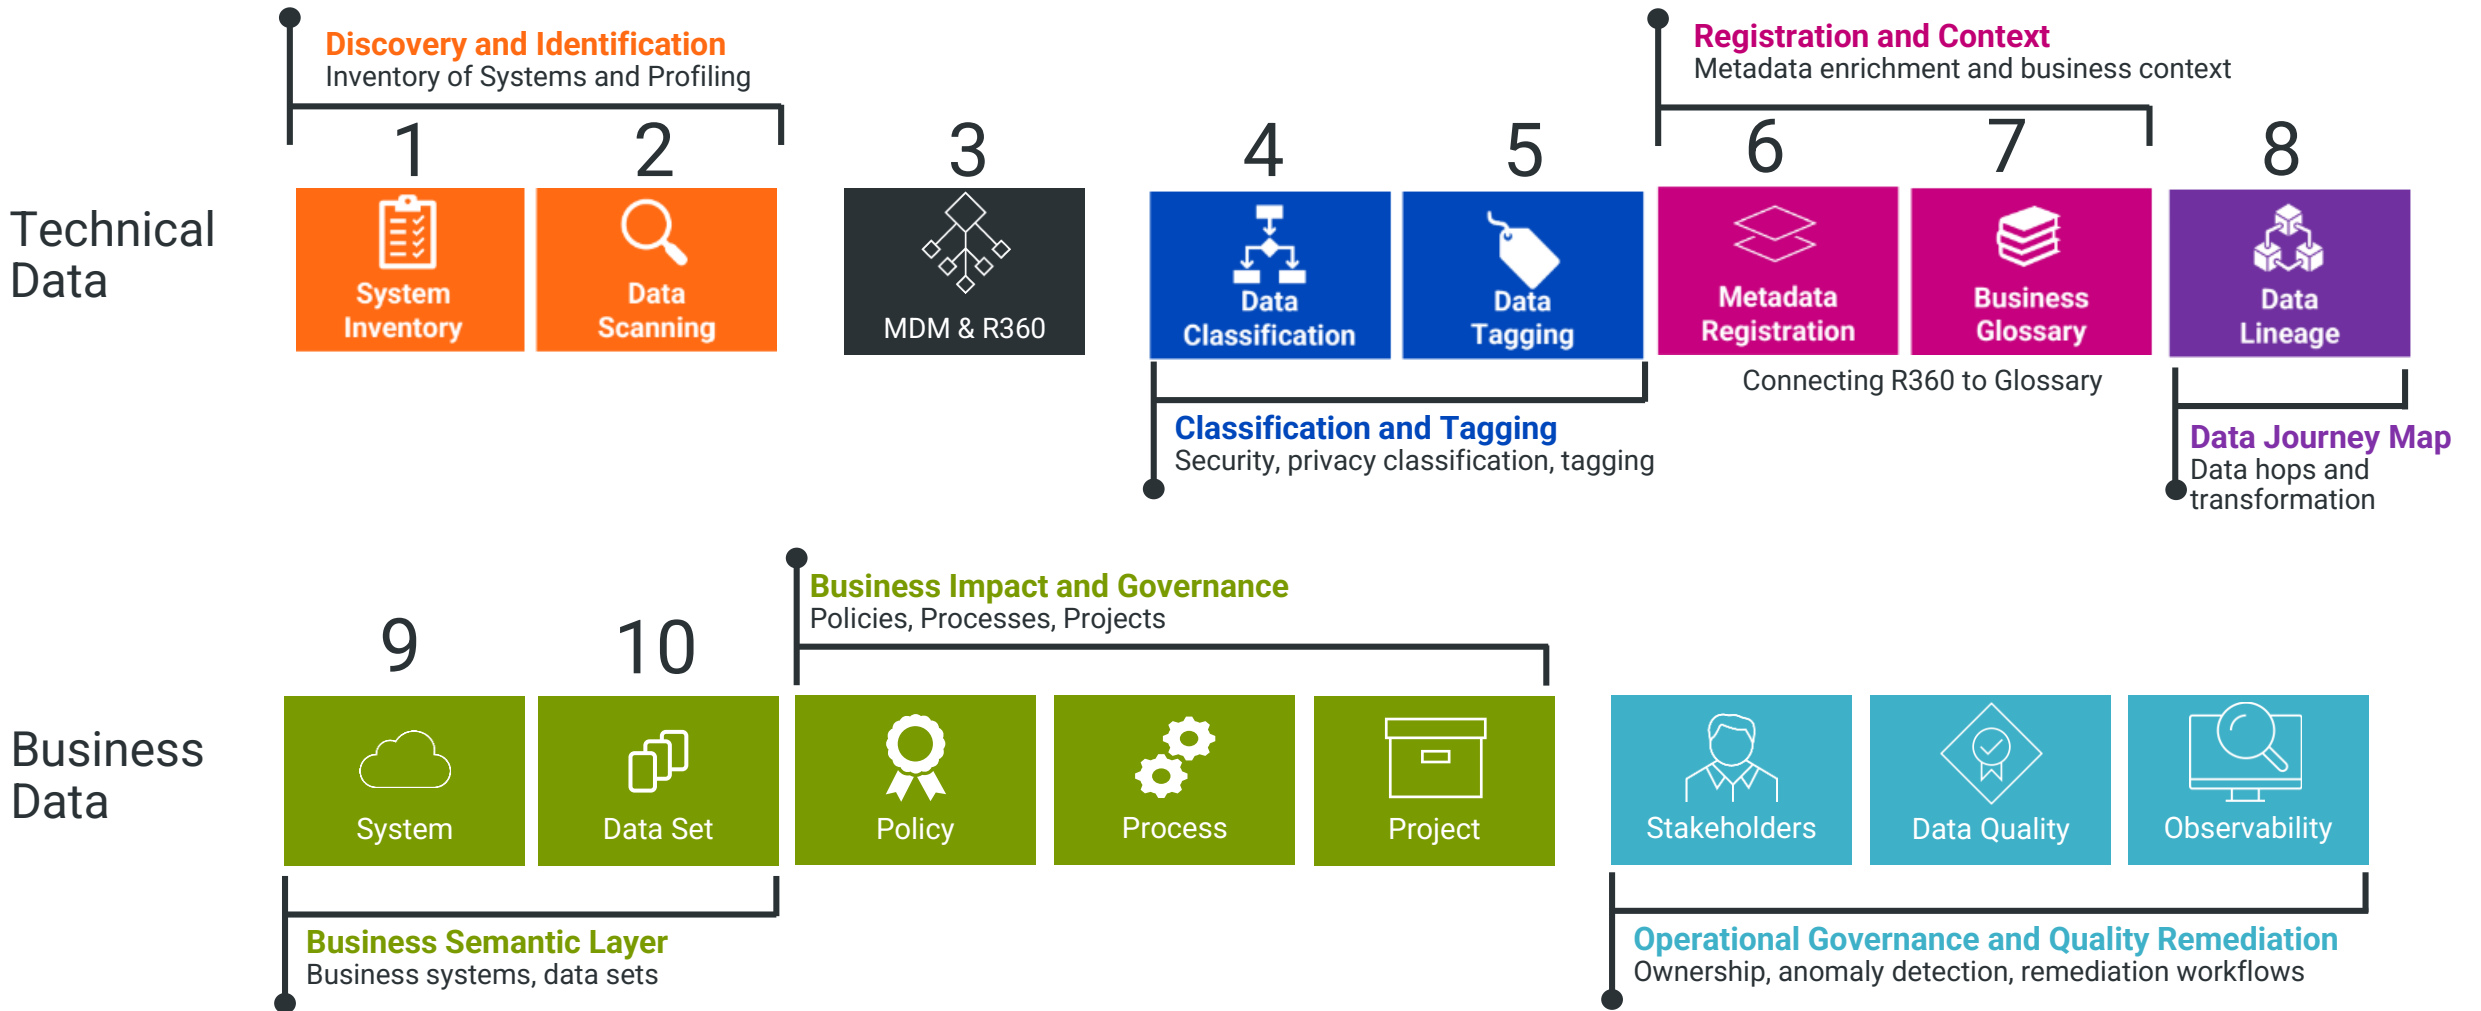 Discovery and Identification
Inventory of Systems and Profiling
Registration and Context
Metadata enrichment and business context
1
2
3
4
5
6
7
8
Technical
Data
System
Inventory
Data
Scanning
MDM & R360
Data
Classification
Data
Tagging
Metadata
Registration
Business
Glossary
Data
Lineage
Connecting R360 to Glossary
Classification and Tagging
Security, privacy classification, tagging
Data Journey Map
Data hops and
transformation
Business Impact and Governance
Policies, Processes, Projects
9
10
Business
Data
System
Data Set
Policy
Process
Project
Stakeholders
Data Quality
Observability
Business Semantic Layer
Business systems, data sets
Operational Governance and Quality Remediation
Ownership, anomaly detection, remediation workflows